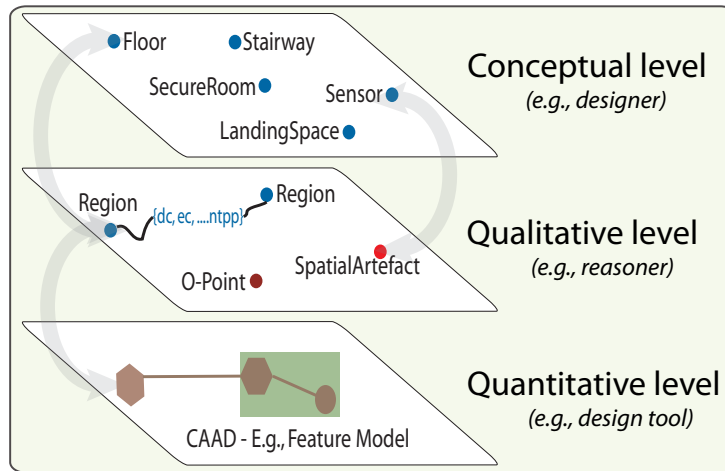 Floor
Stairway
SecureRoom
Sensor
LandingSpace
Conceptual level
(e.g., designer)
Region
{dc, ec, ....ntpp}
Region
SpatialArtefact
O-Point
Qualitative level
(e.g., reasoner)
CAAD - E.g., Feature Model
Quantitative level
(e.g., design tool)